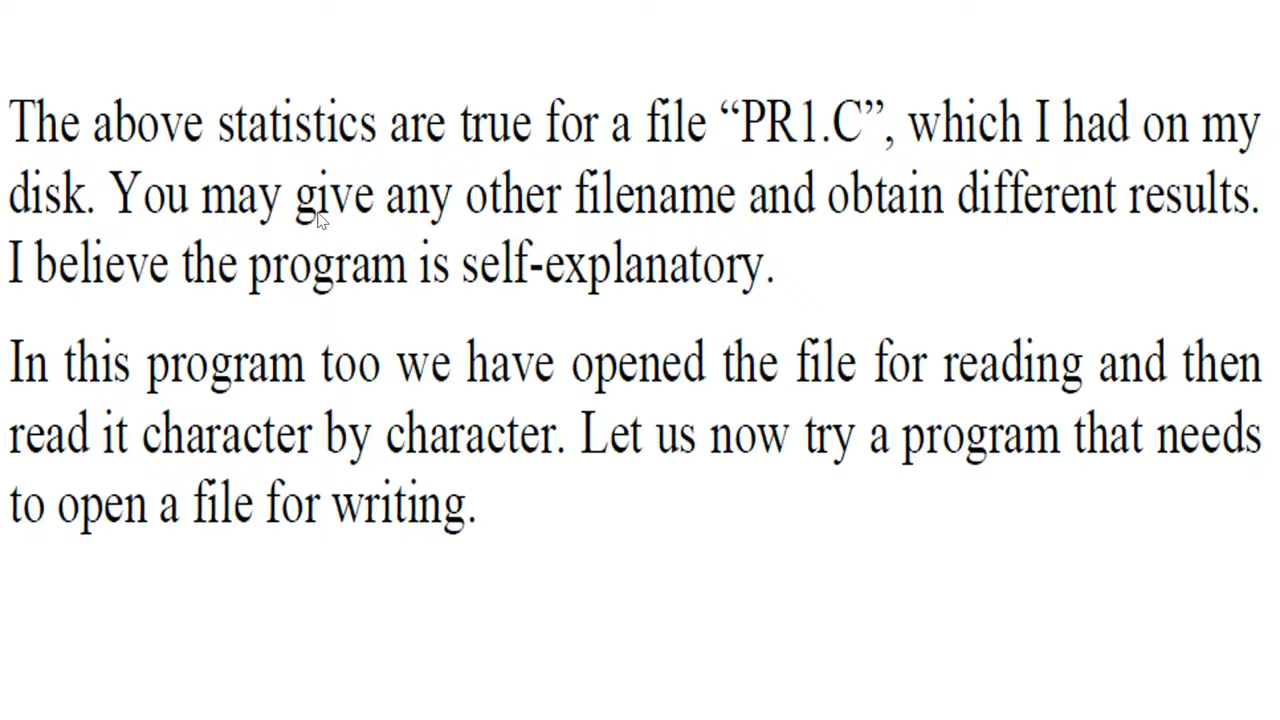 The above statistics are true for a file “PR1.C”, which I had on my
disk. You may give any other filename and obtain different results.
I believe the program is self-explanatory.
In this program too we have opened the file for reading and then
read it character by character. Let us now try a program that needs
to open a file for writing.